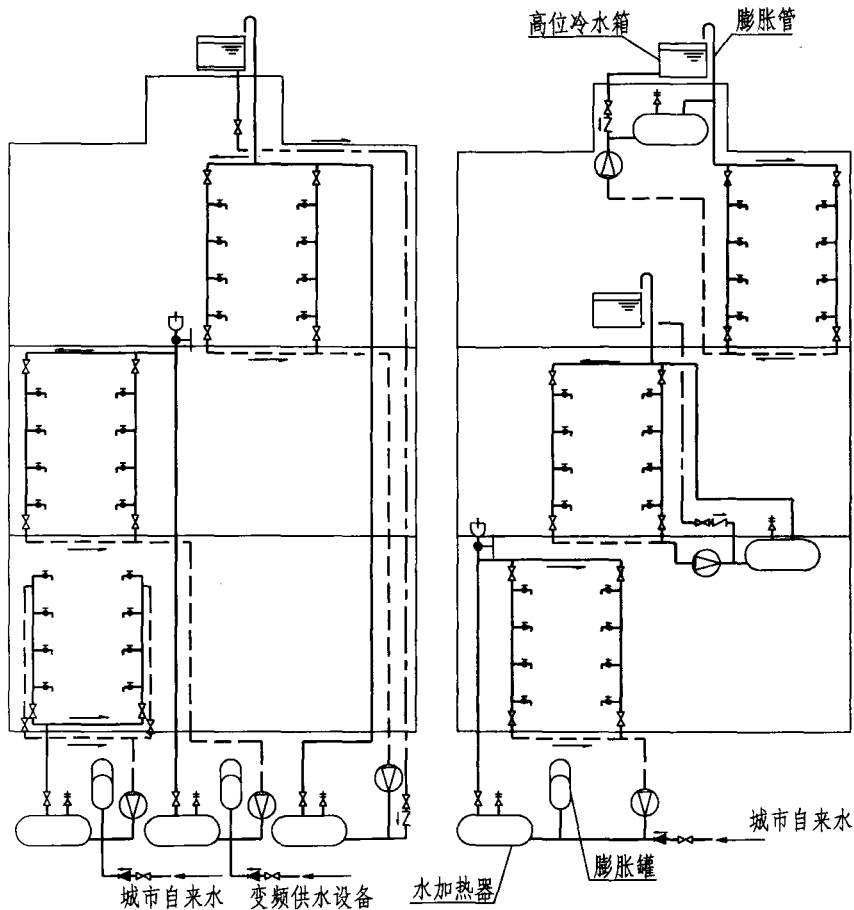 高位冷水箱
膨胀管
城市自来水
城市自来水
变频供水设备
水加热器
膨胀罐